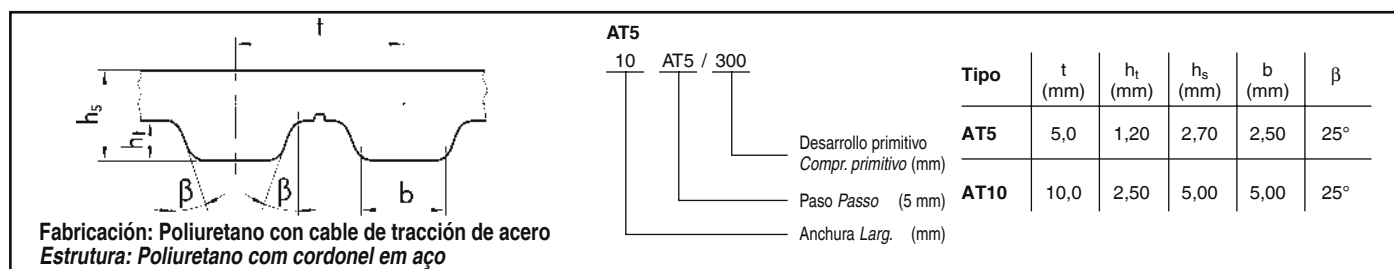 t
hs
ht
β
β
b
Fabricación: Poliuretano con cable de tracción de acero
Estrutura: Poliuretano com cordonel em aço
AT5
10 AT5 / 300
Desarrollo primitivo
Compr. primitivo (mm)
Paso Passo (5 mm)
Anchura Larg. (mm)
Tipo t (mm) ht (mm) hs (mm) b (mm) β
AT5 5,0 1,20 2,70 2,50 25°
AT10 10,0 2,50 5,00 5,00 25°